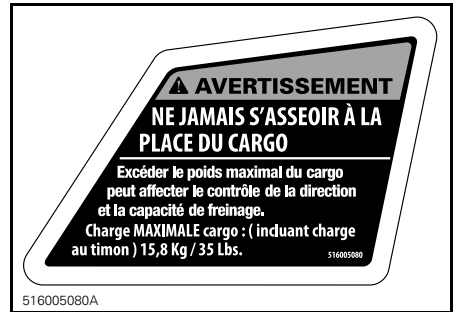 AVERTISSEMENT
NE JAMAIS S'ASSEOIR À LA
PLACE DU CARGO
Excéder le poids maximal du cargo
peut affecter le contrôle de la direction
et la capacité de freinage.
Charge MAXIMALE cargo : ( incluant charge
au timon ) 15,8 Kg / 35 Lbs.
516005080
516005080A